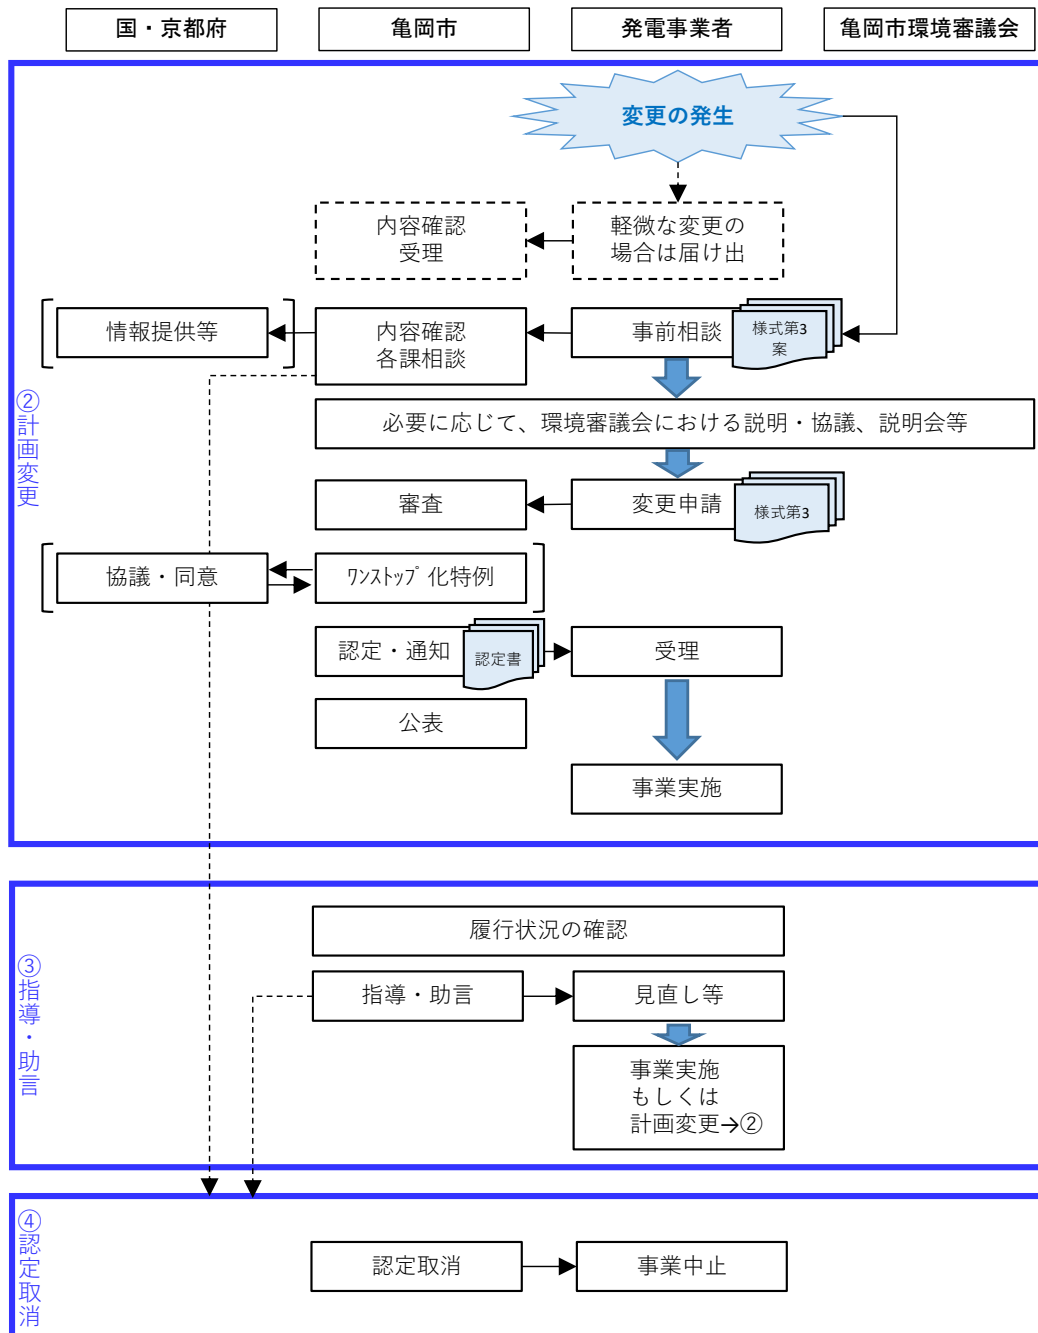 国・京都府
亀岡市
発電事業者
亀岡市環境審議会
変更の発生
内容確認
受理
軽微な変更の
場合は届け出
情報提供等
内容確認
各課相談
事前相談
様式第3
案
②計画変更
必要に応じて、環境審議会における説明・協議、説明会等
審査
変更申請
様式第3
協議・同意
ﾜﾝｽﾄｯﾌﾟ化特例
認定・通知
認定書
受理
公表
事業実施
③指導・助言
履行状況の確認
指導・助言
見直し等
事業実施
もしくは
計画変更→②
④認定取消
認定取消
事業中止